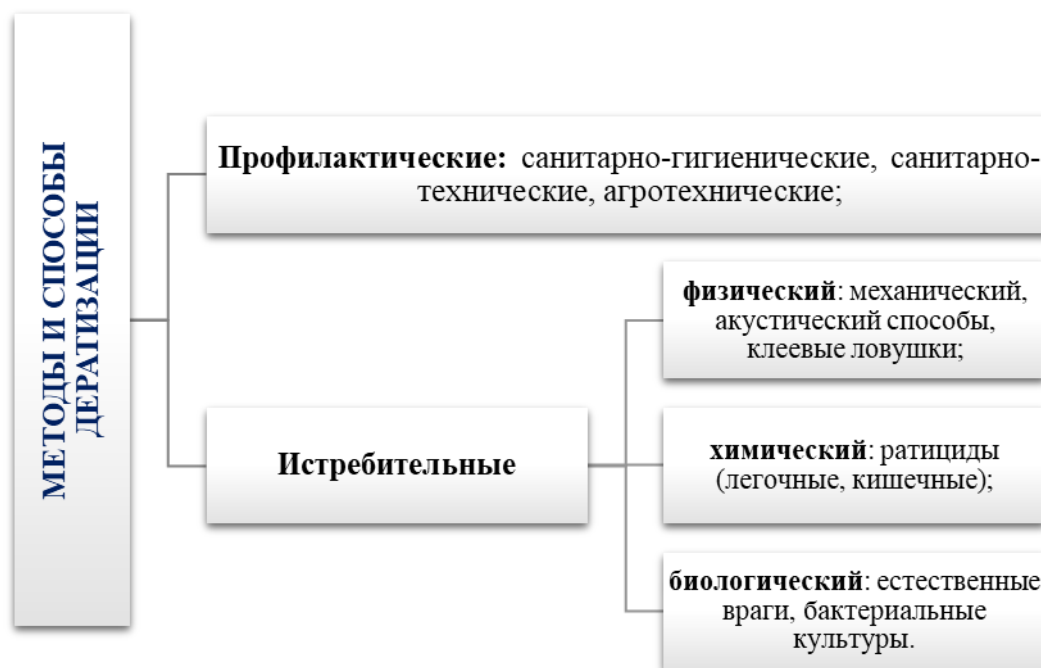 МЕТОДЫ И СПОСОБЫ
ДЕРАТИЗАЦИИ
Профилактические: санитарно-гигиенические, санитарно-
технические, агротехнические;
Истребительные
физический: механический,
акустический способы,
клеевые ловушки;
химический: ратициды
(легочные, кишечные);
биологический: естественные
враги, бактериальные
культуры.